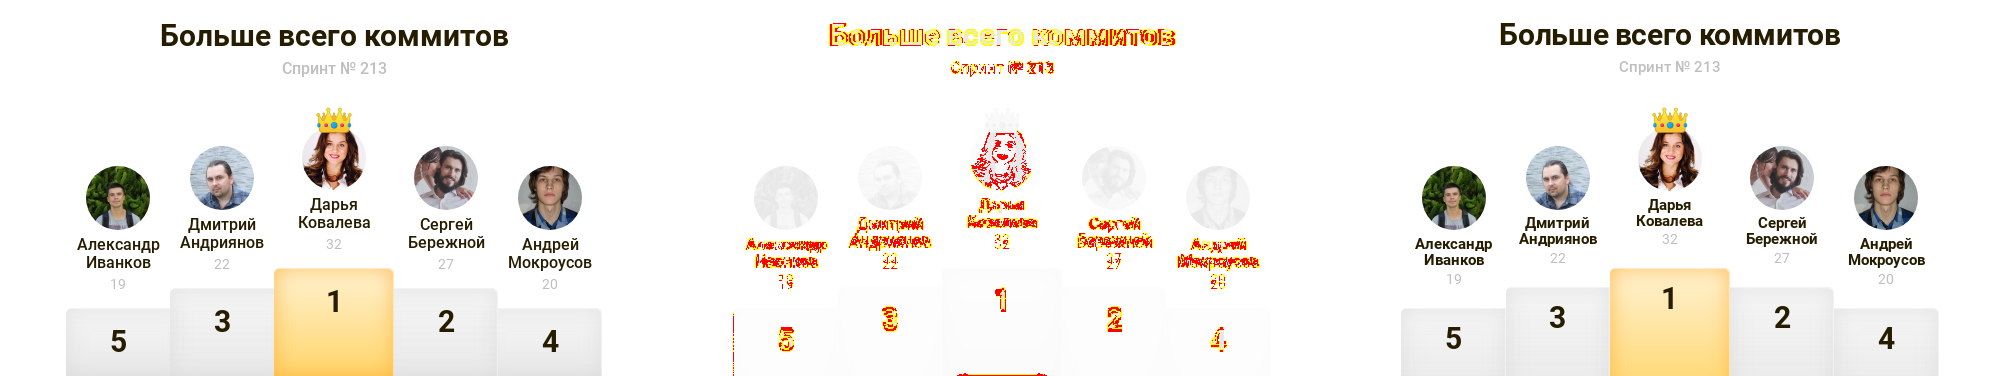 Больше всего коммитов
Спринт № 213
Дарья
Ковалева
32
Дмитрий
Андриянов
22
Сергей
Бережной
27
Александр
Иванков
19
Андрей
Мокроусов
20
1
3
2
5
4
Больше всего коммитов
Спринт № 213
Дарья
Ковалева
32
Дмитрий
Андриянов
22
Сергей
Бережной
27
Александр
Иванков
19
Андрей
Мокроусов
20
1
3
2
5
4
Больше всего коммитов
Спринт № 213
Дарья
Ковалева
32
Дмитрий
Андриянов
22
Сергей
Бережной
27
Александр
Иванков
19
Андрей
Мокроусов
20
1
3
2
5
4